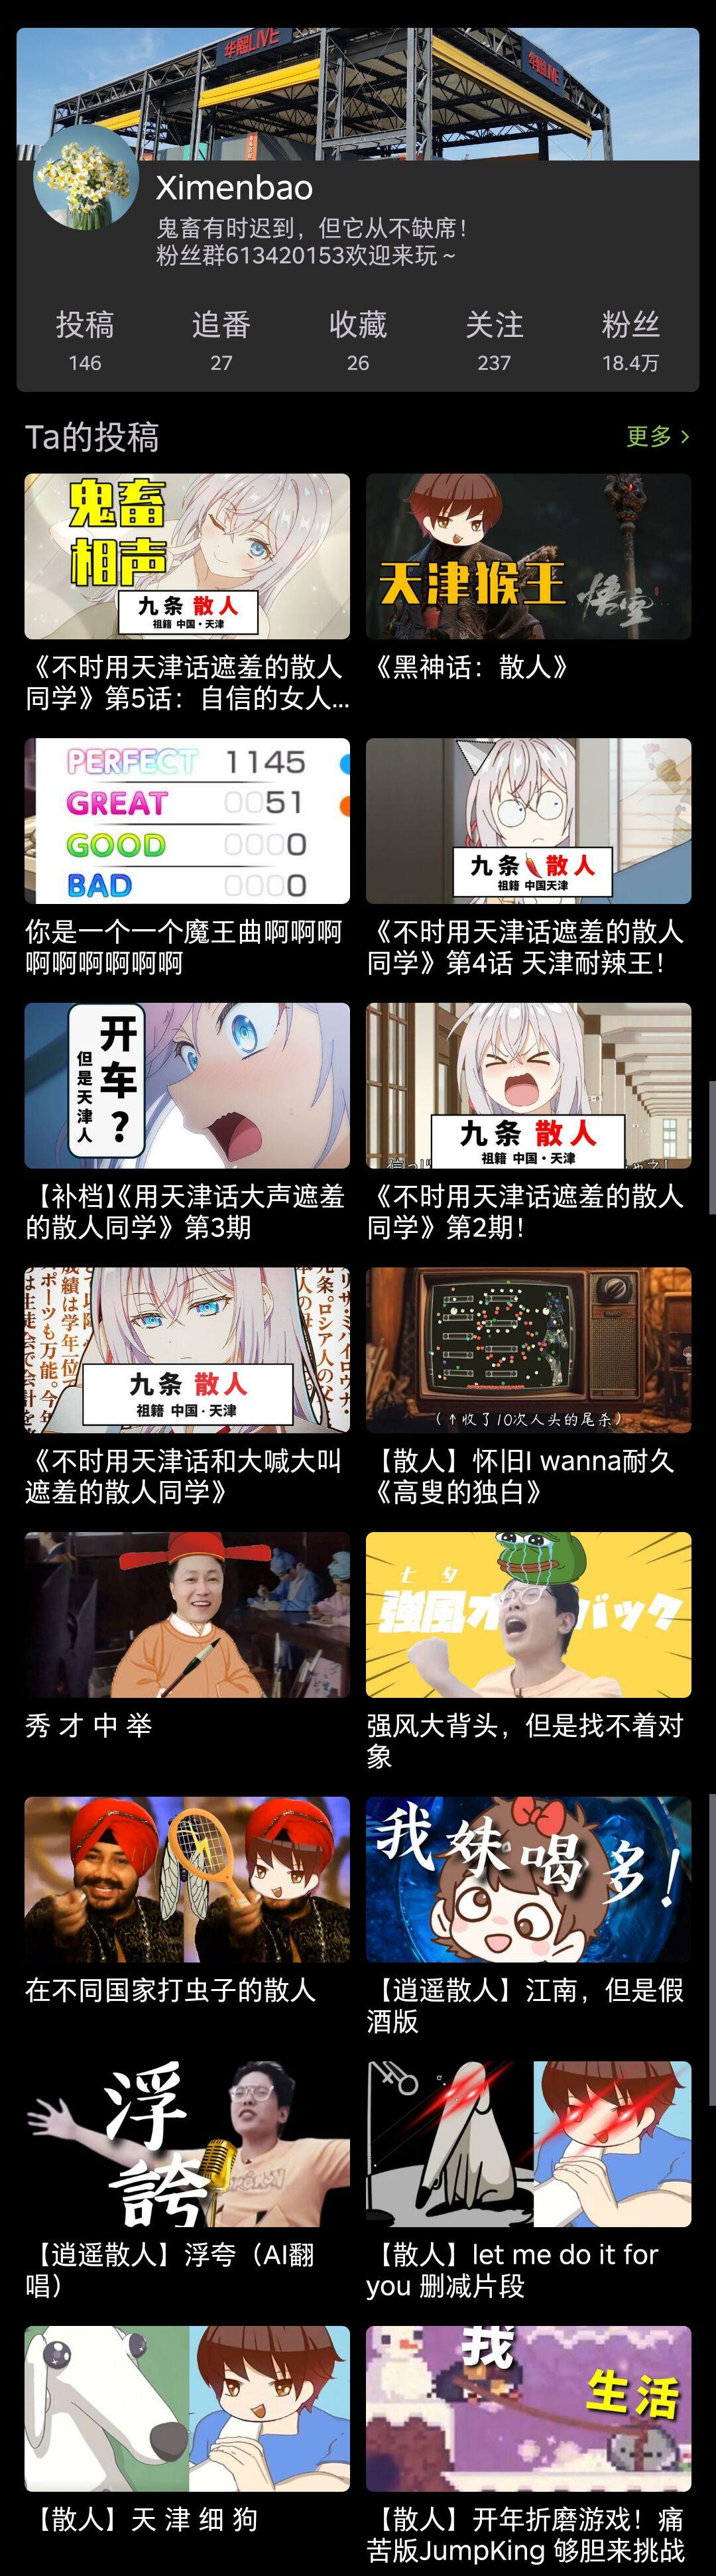 华熙LIVE
华熙LIVE
Ximenbao
鬼畜有时迟到，但它从不缺席！
粉丝群613420153欢迎来玩～
投稿 追番 收藏 关注 粉丝
146 27 26 237 18.4万
Ta的投稿 更多 >
鬼畜
相声
九条 散人
祖籍 中国·天津
天津猴王
悟空
《不时用天津话遮羞的散人
同学》第5话：自信的女人...
《黑神话：散人》
PERFECT 1145
GREAT 0051
GOOD 0000
BAD 0000
九条 散人
祖籍 中国天津
你是一个一个魔王曲啊啊啊
啊啊啊啊啊啊
《不时用天津话遮羞的散人
同学》第4话 天津耐辣王！
开车？
但是天津人
九条 散人
祖籍 中国·天津
【补档】《用天津话大声遮羞
的散人同学》第3期
《不时用天津话遮羞的散人
同学》第2期！
九条 散人
祖籍 中国·天津
（↑收了10次人头的尾杀）
《不时用天津话和大喊大叫
遮羞的散人同学》
【散人】怀旧I wanna耐久
《高叟的独白》
七夕
強風オ バック
秀 才 中 举
强风大背头，但是找不着对
象
我妹喝多！
在不同国家打虫子的散人
【逍遥散人】江南，但是假
酒版
浮
誇
【逍遥散人】浮夸（AI翻
唱）
【散人】let me do it for
you 删减片段
我
生活
【散人】天 津 细 狗
【散人】开年折磨游戏！痛
苦版JumpKing 够胆来挑战